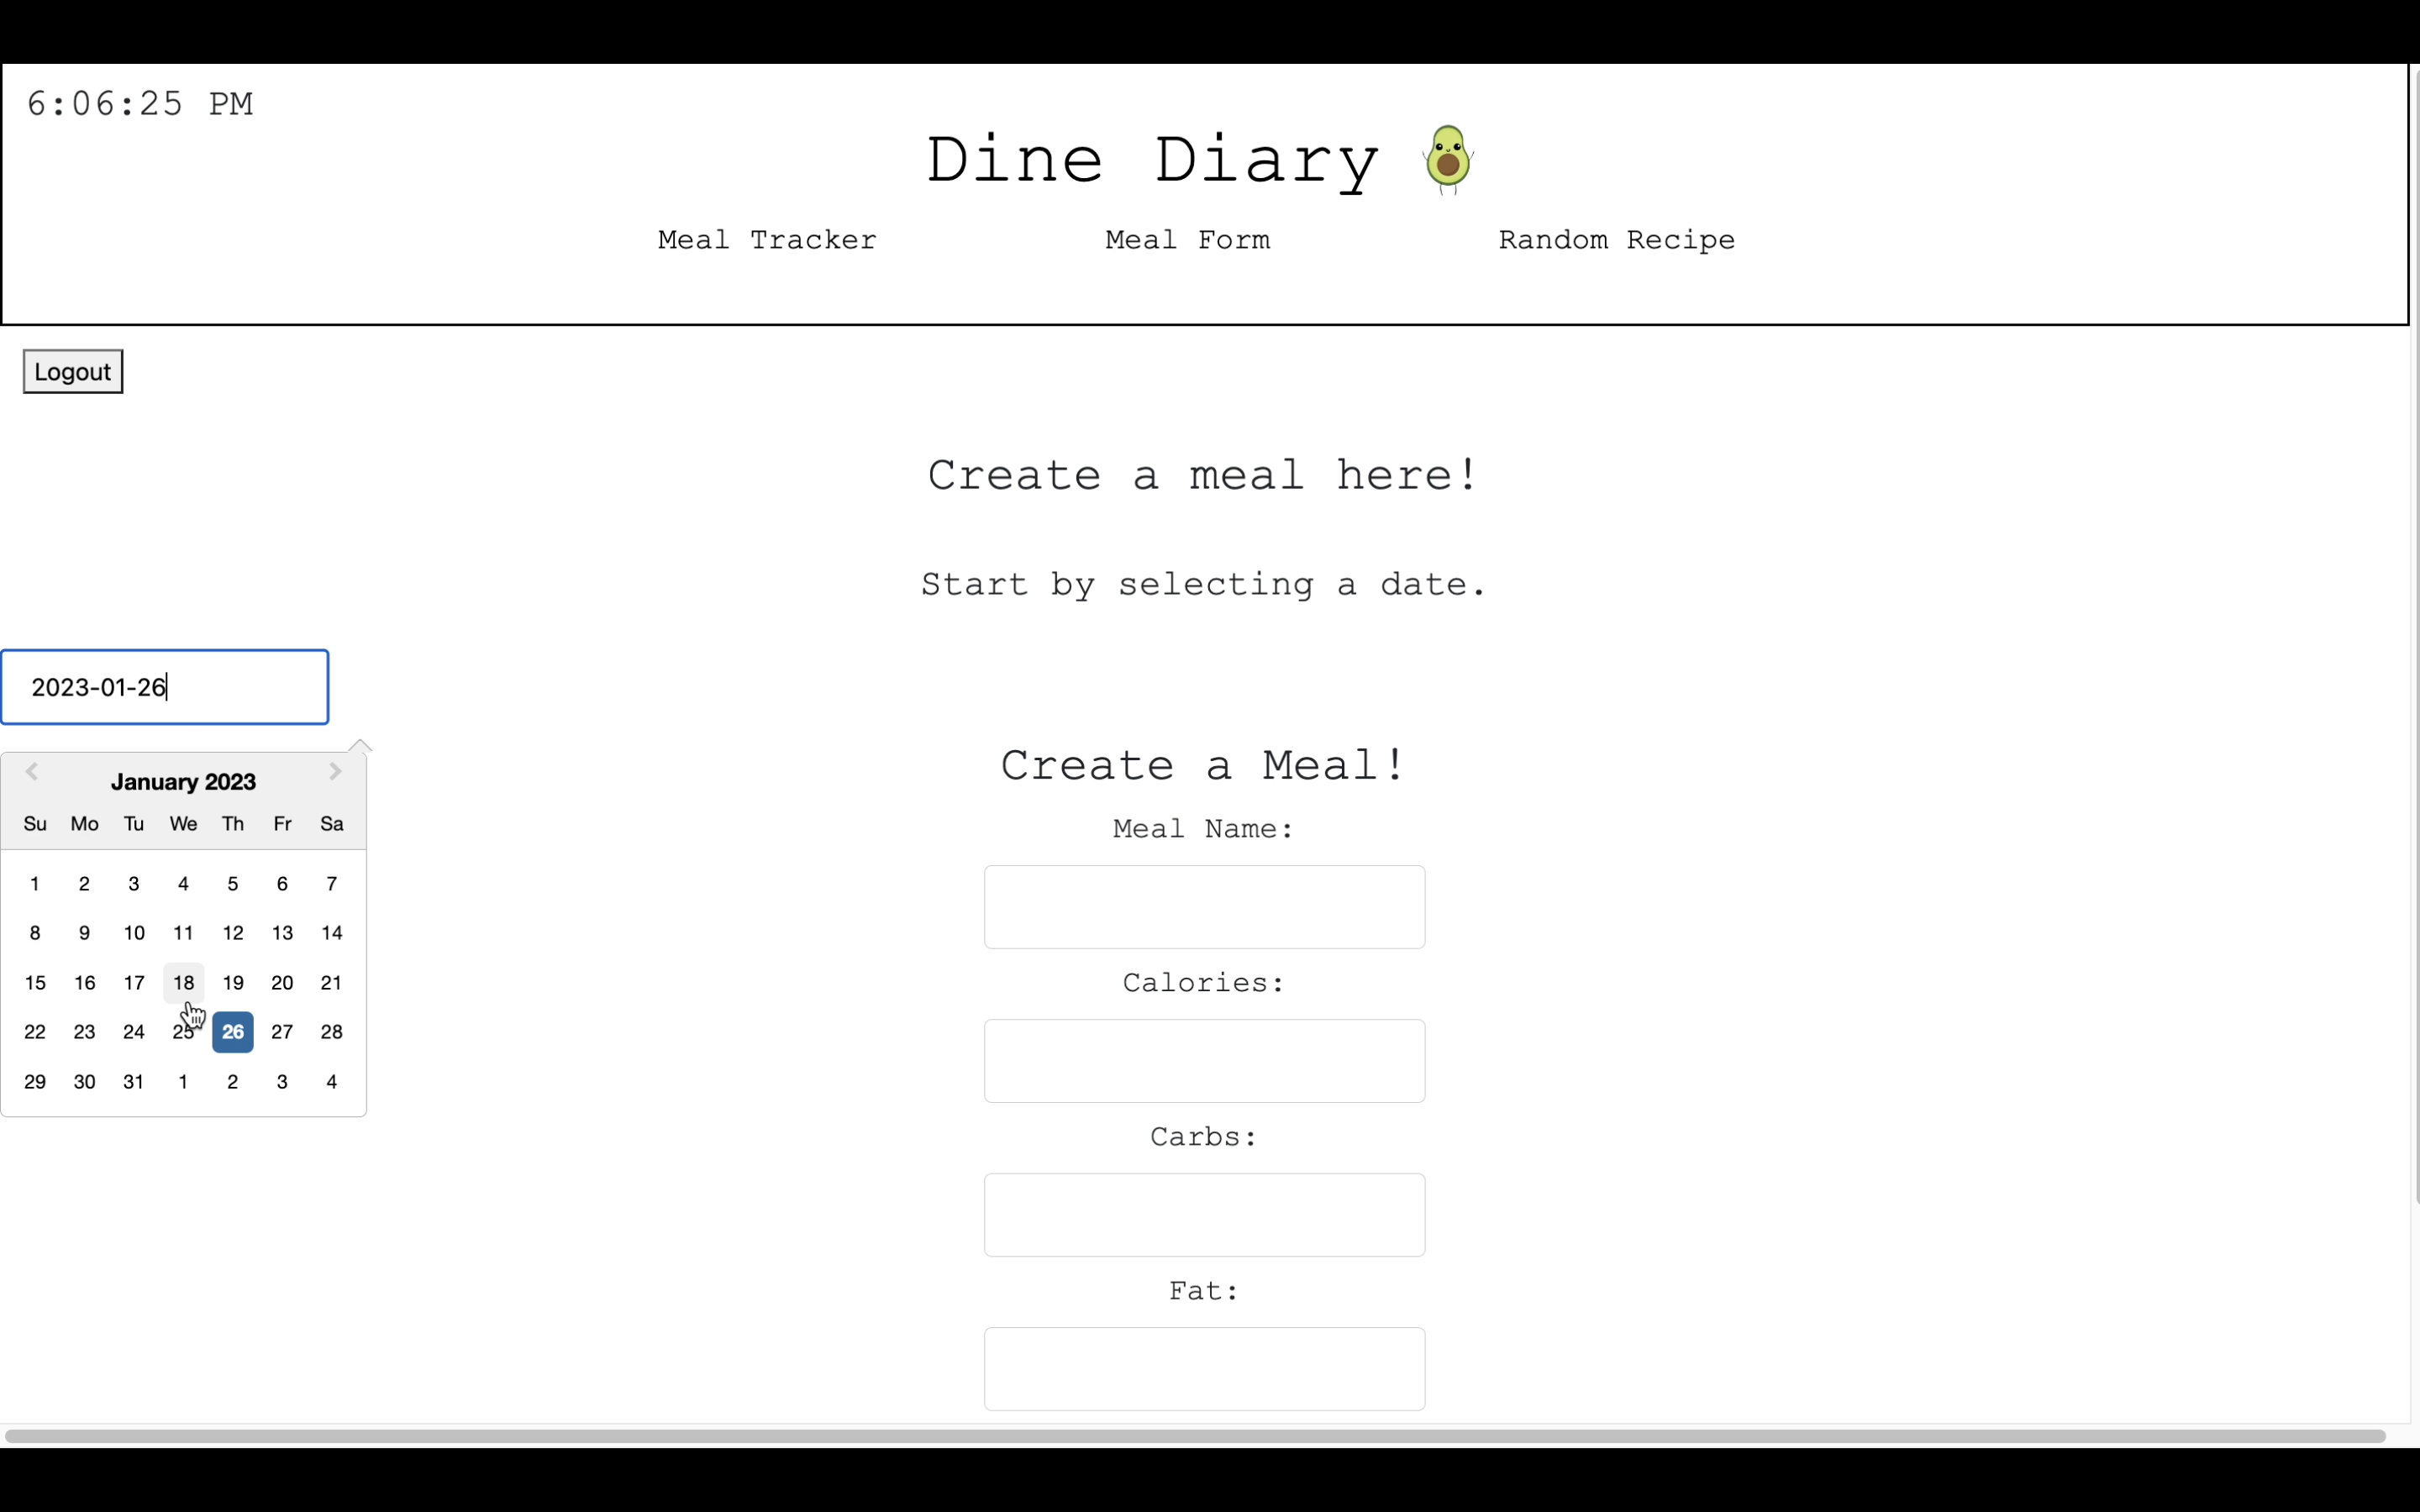 6:06:25 PM
Dine Diary
Meal Tracker Meal Form Random Recipe
Logout
Create a meal here!
Start by selecting a date.
2023-01-26
January 2023
Su Mo Tu We Th Fr Sa
1 2 3 4 5 6 7
8 9 10 11 12 13 14
15 16 17 18 19 20 21
22 23 24 25 26 27 28
29 30 31 1 2 3 4
Create a Meal!
Meal Name:
Calories:
Carbs:
Fat: